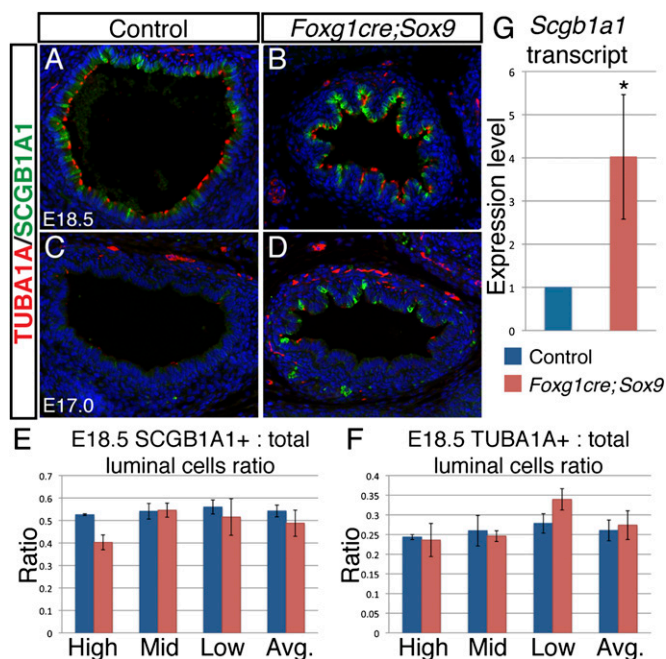 Control
Foxg1cre;Sox9
TUBA1A/SCGB1A1
A
B
E18.5
C
D
E17.0
G
Scgb1a1
transcript
Expression level
6
5
4
3
2
1
0
*
Control
Foxg1cre;Sox9
E
E18.5 SCGB1A1+ : total
luminal cells ratio
Ratio
0.7
0.6
0.5
0.4
0.3
0.2
0.1
0
High Mid Low Avg.
F
E18.5 TUBA1A+ : total
luminal cells ratio
Ratio
0.4
0.35
0.3
0.25
0.2
0.15
0.1
0.05
0
High Mid Low Avg.